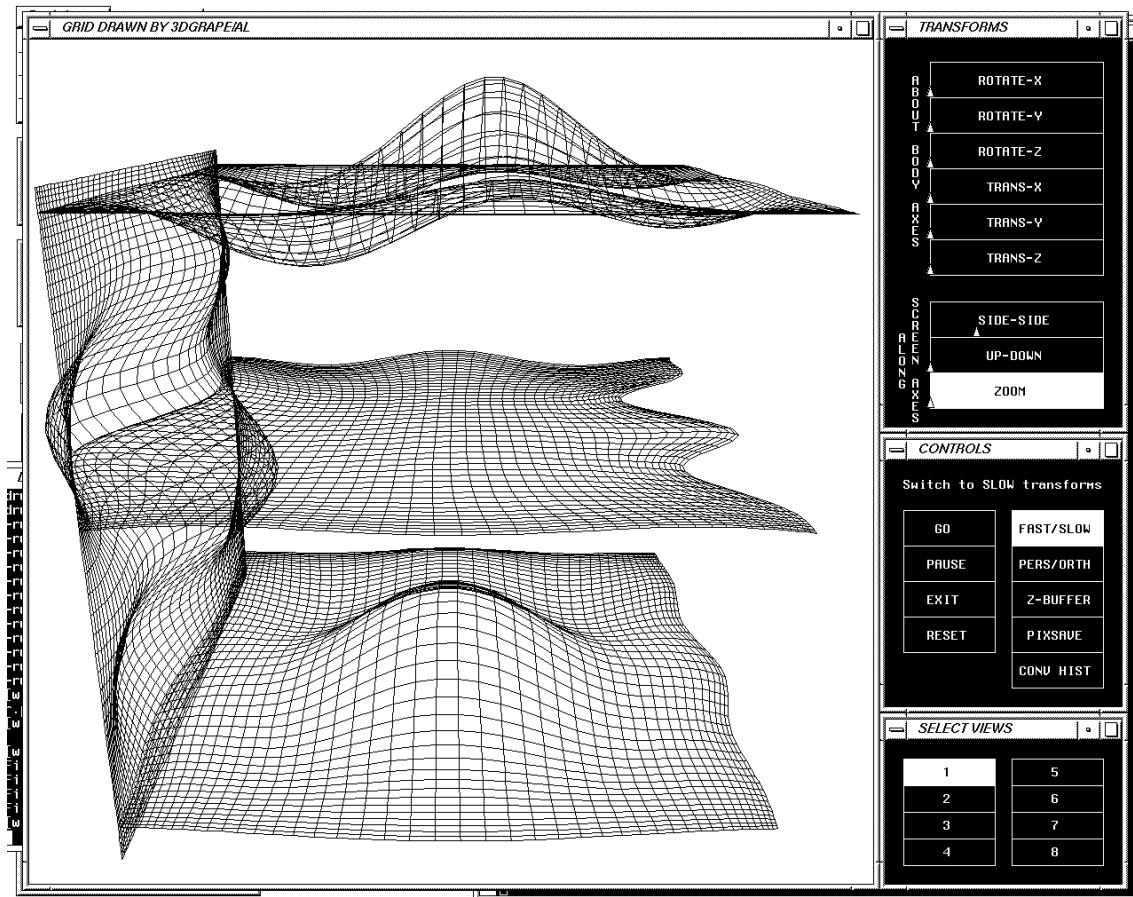 GRID DRAWN BY 3DGRAPE/AL
TRANSFORMS
ABOUT BODY AXES
ROTATE-X
ROTATE-Y
ROTATE-Z
TRANS-X
TRANS-Y
TRANS-Z
ALONG SCREEN AXES
SIDE-SIDE
UP-DOWN
ZOOM
CONTROLS
Switch to SLOW transforms
GO
FAST/SLOW
PAUSE
PERS/ORTH
EXIT
Z-BUFFER
RESET
PIXSAVE
CONV HIST
SELECT VIEWS
1
5
2
6
3
7
4
8